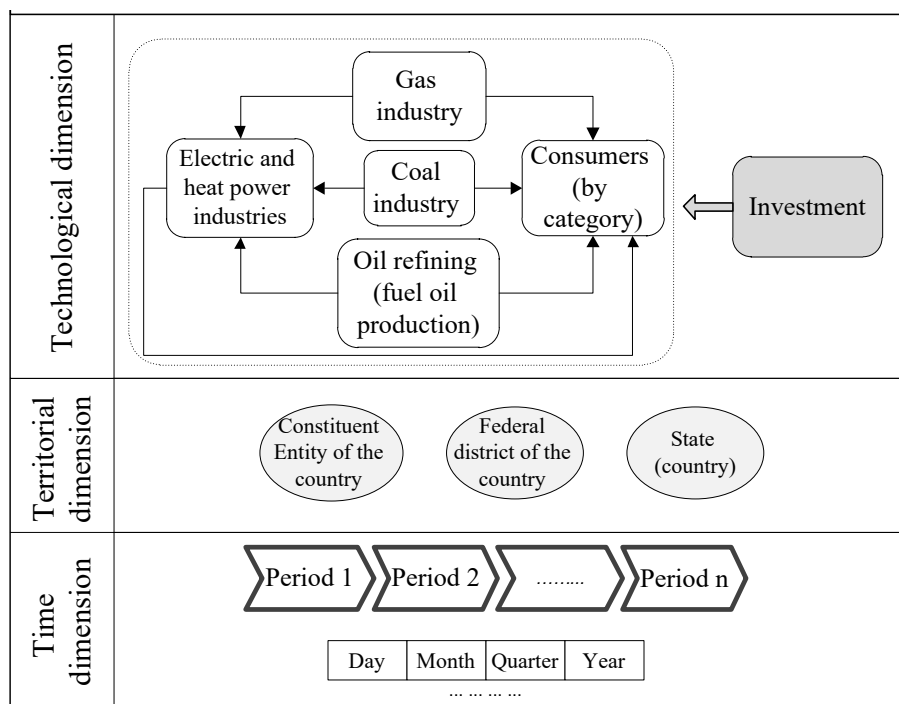 Technological dimension
Gas
industry
Electric and
heat power
industries
Coal
industry
Consumers
(by
category)
Investment
Oil refining
(fuel oil
production)
Territorial
dimension
Constituent
Entity of the
country
Federal
district of the
country
State
(country)
Time
dimension
Period 1
Period 2
.........
Period n
Day
Month
Quarter
Year
... ... ... ...